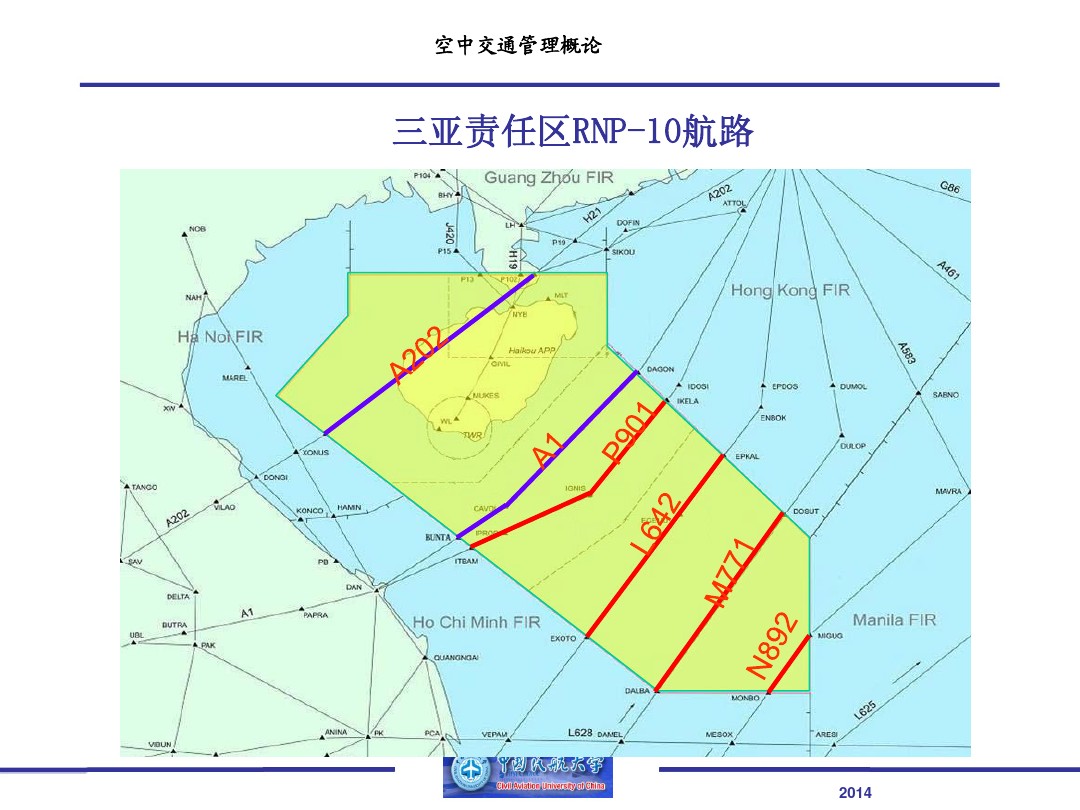 空中交通管理概论
三亚责任区RNP-10航路
P104
Guang Zhou FIR
G86
BHY
A202
ATTOL
NOB
J420
LH
H21
DOFIN
P15
H19
P19
SIKOU
A461
P13
P102
NAH
MLT
Hong Kong FIR
NYB
Ha Noi FIR
A202
Haikou APP
A583
QIVIL
DAGON
MAREL
IDOSI
EPDOS
DUMOL
SABNO
MUKES
IKELA
XW
P901
WL
ENBOK
TWR
A1
DULOP
XONUS
EPKAL
DONGI
TANGO
IGNIS
MAVRA
VILAO
HAMIN
CAVOI
L642
A202
KONCO
DOSUT
BUNTA
M771
SAV
PB
ITBAM
DAN
DELTA
A1
PAPRA
Ho Chi Minh FIR
Manila FIR
BUTRA
N892
UBL
EXOTO
MIGUG
PAK
QUANGNGAI
DALBA
MONBO
L625
ANINA
PK
PCA
VEPAM
L628
DAMEL
MESOX
ARESI
VIBUN
中国民航大学
Civil Aviation University of China
2014